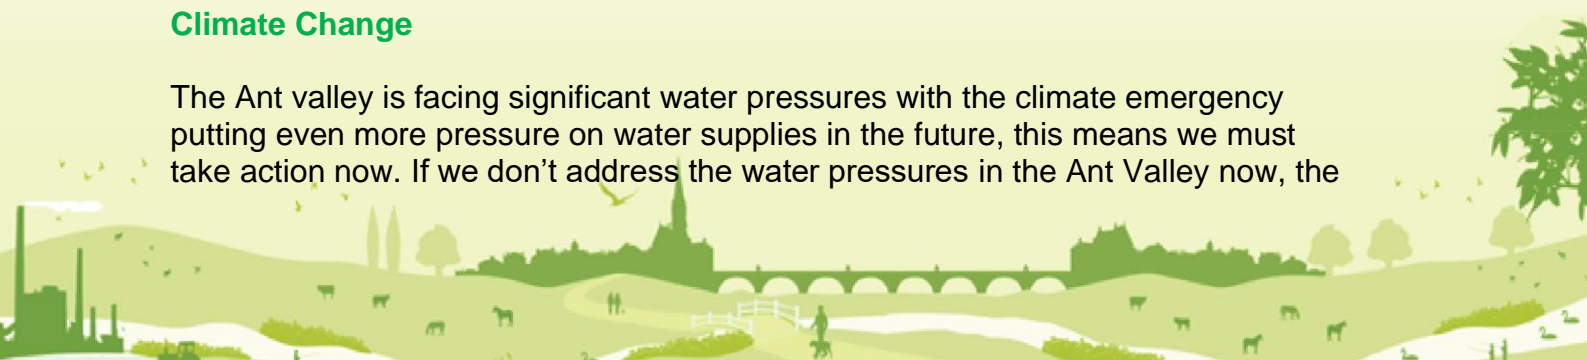 Climate Change
The Ant valley is facing significant water pressures with the climate emergency
putting even more pressure on water supplies in the future, this means we must
take action now. If we don’t address the water pressures in the Ant Valley now, the